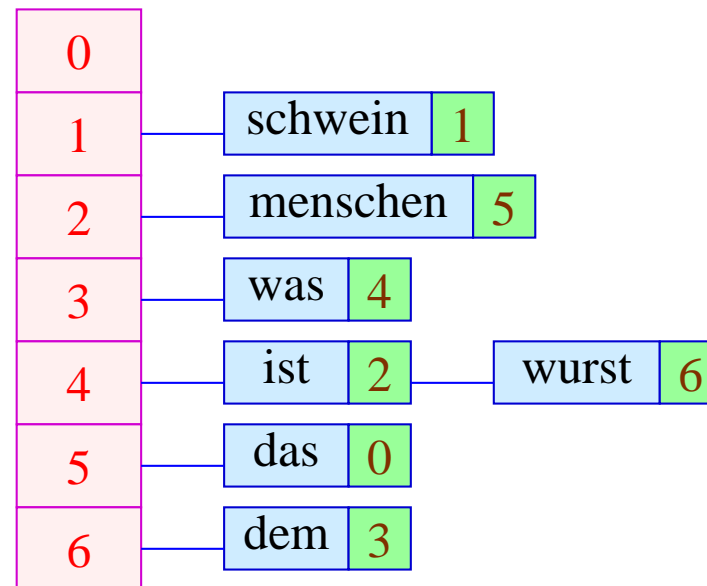 0
1 schwein 1
2 menschen 5
3 was 4
4 ist 2 wurst 6
5 das 0
6 dem 3